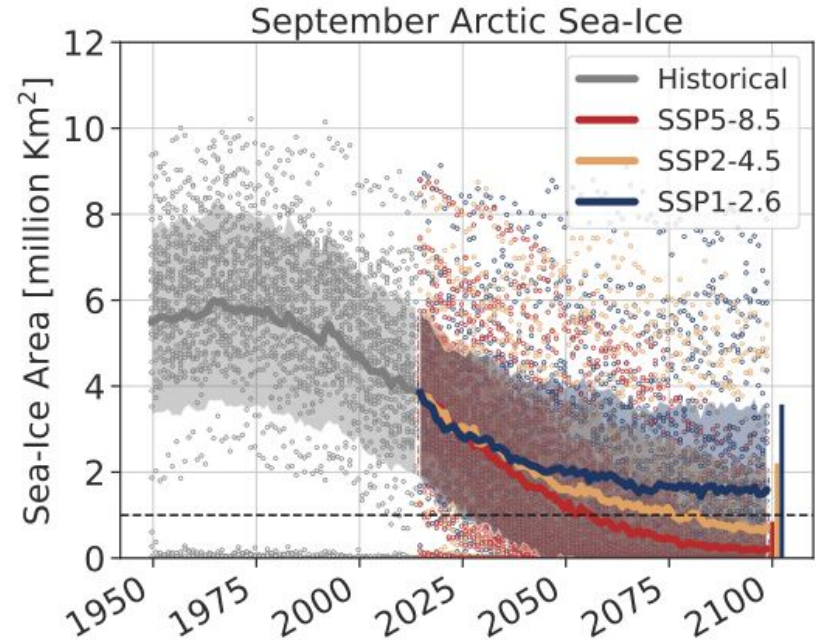 September Arctic Sea-Ice
Sea-Ice Area [million Km²]
12
10
8
6
4
2
0
Historical
SSP5-8.5
SSP2-4.5
SSP1-2.6
1950
1975
2000
2025
2050
2075
2100